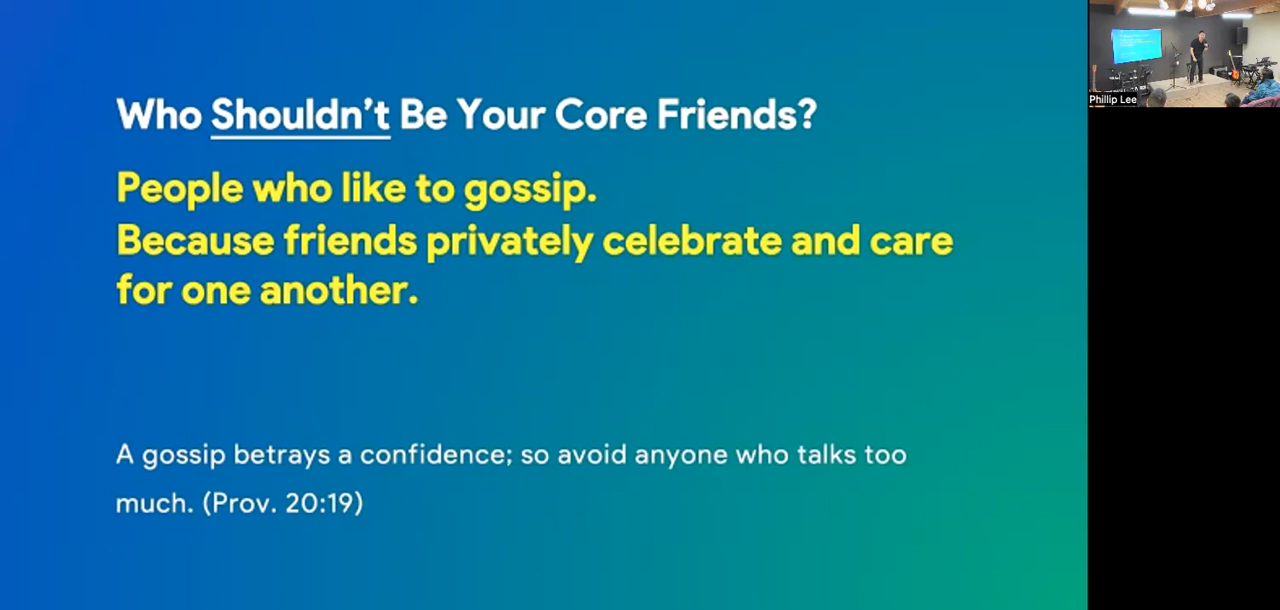 Who Shouldn’t Be Your Core Friends?
People who like to gossip.
Because friends privately celebrate and care
for one another.
A gossip betrays a confidence; so avoid anyone who talks too
much. (Prov. 20:19)
Phillip Lee